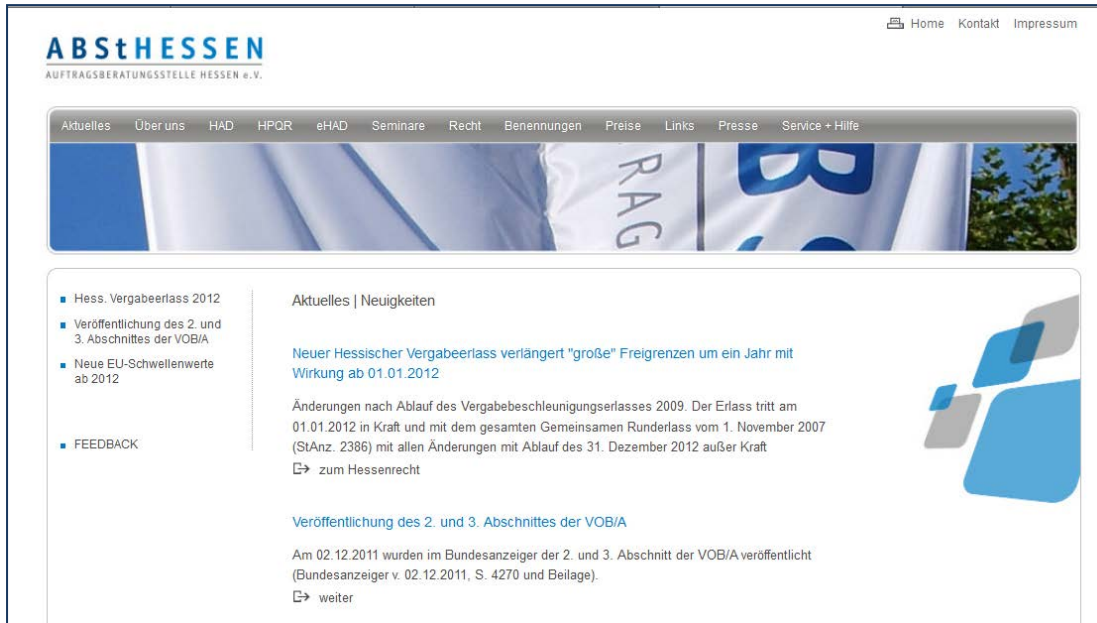 Home Kontakt Impressum
ABSt HESSEN
AUFTRAGSBERATUNGSSTELLE HESSEN e.V.
Aktuelles Über uns HAD HPQR eHAD Seminare Recht Benennungen Preise Links Presse Service + Hilfe
RAG
BS
Hess. Vergabeerlass 2012
Veröffentlichung des 2. und
3. Abschnittes der VOB/A
Neue EU-Schwellenwerte
ab 2012
FEEDBACK
Aktuelles | Neuigkeiten
Neuer Hessischer Vergabeerlass verlängert "große" Freigrenzen um ein Jahr mit
Wirkung ab 01.01.2012
Änderungen nach Ablauf des Vergabebeschleunigungserlasses 2009. Der Erlass tritt am
01.01.2012 in Kraft und mit dem gesamten Gemeinsamen Runderlass vom 1. November 2007
(StAnz. 2386) mit allen Änderungen mit Ablauf des 31. Dezember 2012 außer Kraft
zum Hessenrecht
Veröffentlichung des 2. und 3. Abschnittes der VOB/A
Am 02.12.2011 wurden im Bundesanzeiger der 2. und 3. Abschnitt der VOB/A veröffentlicht
(Bundesanzeiger v. 02.12.2011, S. 4270 und Beilage).
weiter